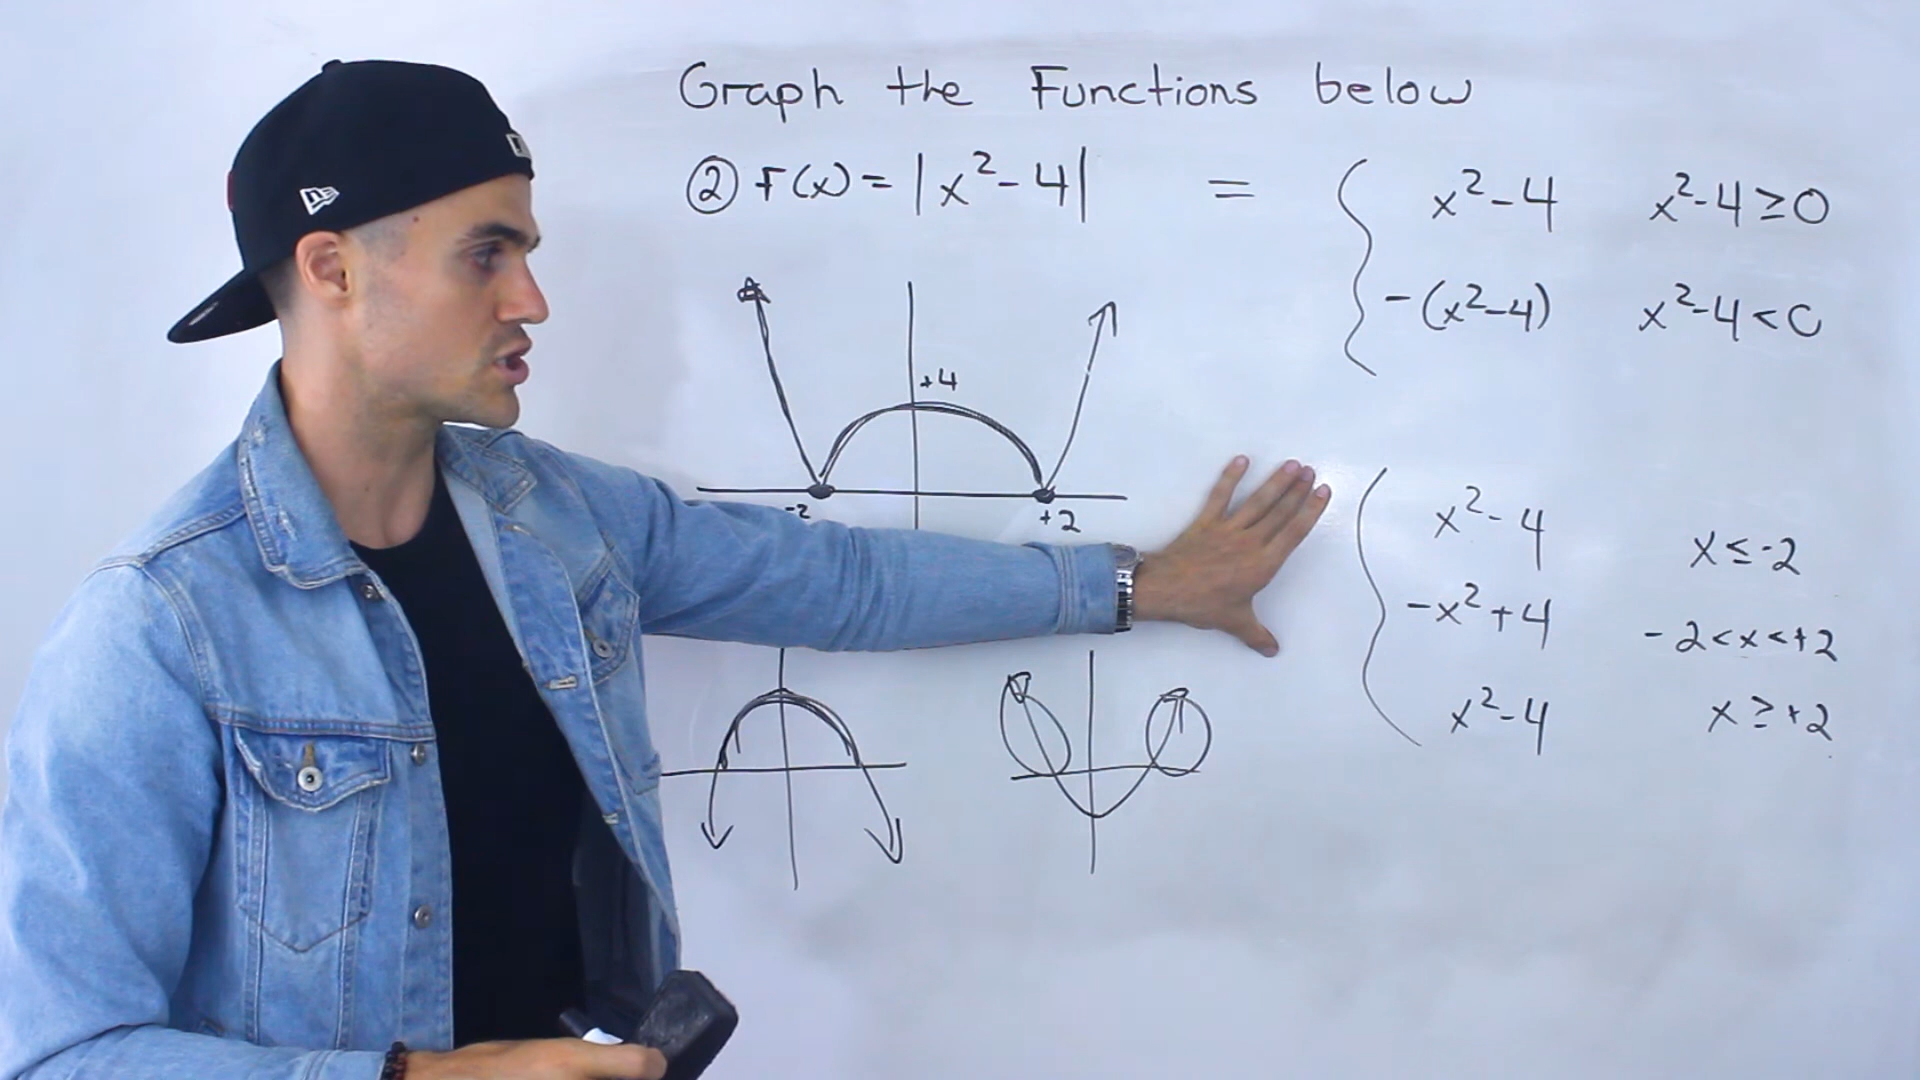 Graph the Functions below
② F(x) = |x²-4| = { x²-4 x²-4≥0
-(x²-4) x²-4<0
+4
-2 +2
{ x²-4 x≤-2
-x²+4 -2<x<+2
x²-4 x≥+2